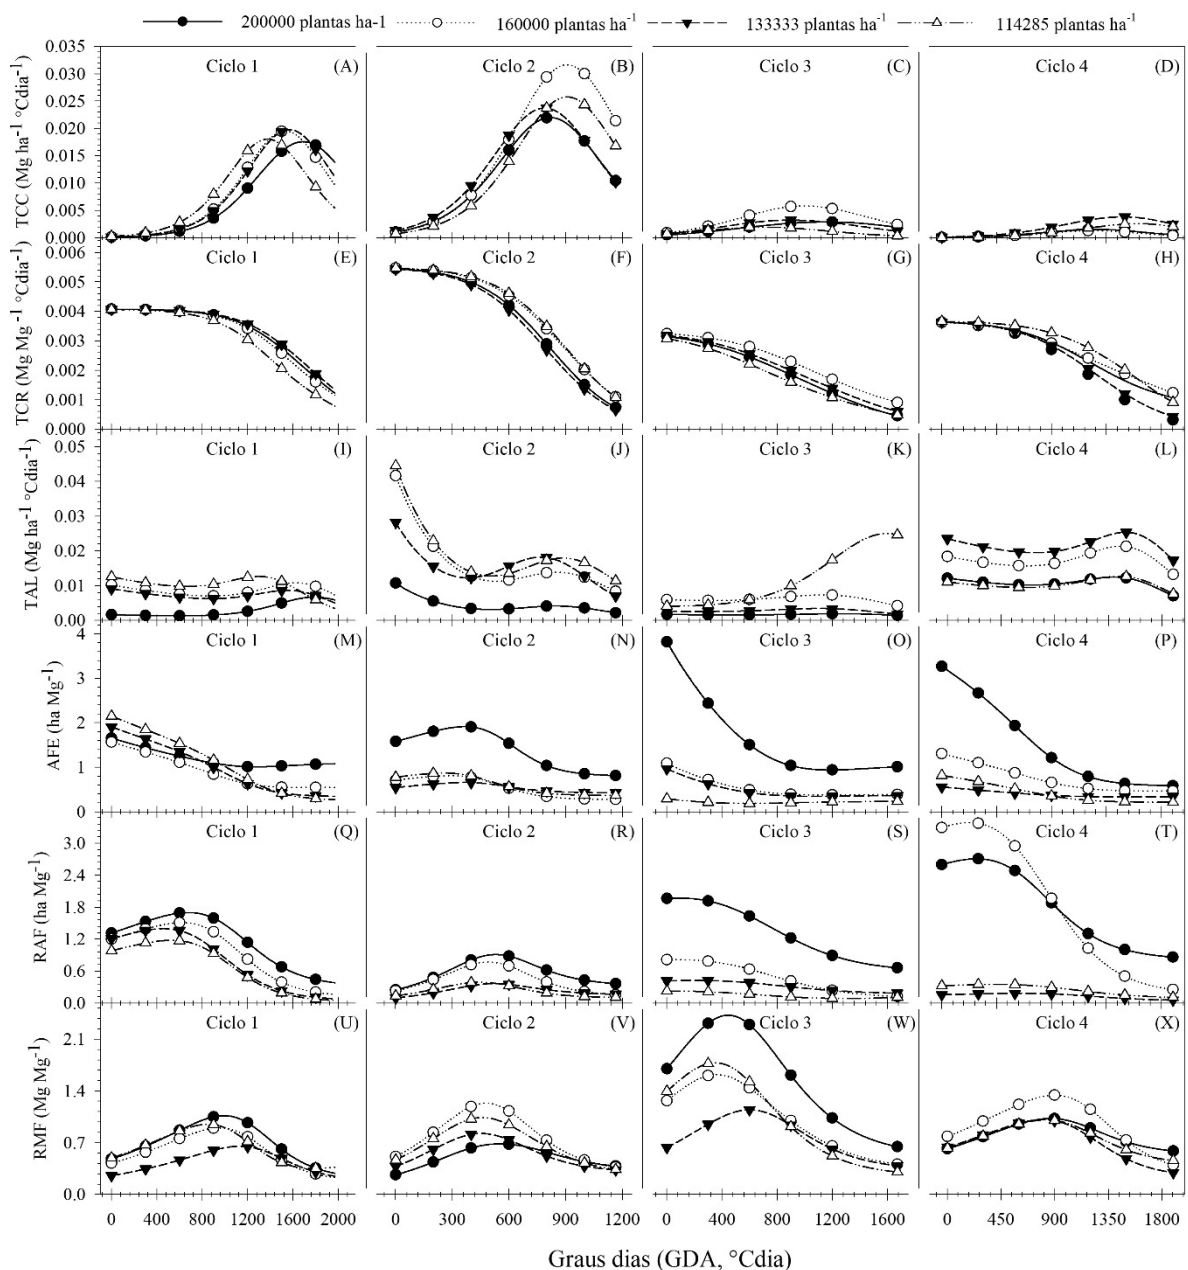 200000 plantas ha-1 160000 plantas ha⁻¹ 133333 plantas ha⁻¹ 114285 plantas ha⁻¹
TCC (Mg ha⁻¹ °Cdia⁻¹)
0.035
0.030
0.025
0.020
0.015
0.010
0.005
0.000
Ciclo 1 (A) Ciclo 2 (B) Ciclo 3 (C) Ciclo 4 (D)
TCR (Mg Mg⁻¹ °Cdia⁻¹)
0.006
0.005
0.004
0.003
0.002
0.001
0.000
Ciclo 1 (E) Ciclo 2 (F) Ciclo 3 (G) Ciclo 4 (H)
TAL (Mg ha⁻¹ °Cdia⁻¹)
0.05
0.04
0.03
0.02
0.01
0.00
Ciclo 1 (I) Ciclo 2 (J) Ciclo 3 (K) Ciclo 4 (L)
AFE (ha Mg⁻¹)
4
3
2
1
0
Ciclo 1 (M) Ciclo 2 (N) Ciclo 3 (O) Ciclo 4 (P)
RAF (ha Mg⁻¹)
3.0
2.4
1.8
1.2
0.6
0.0
Ciclo 1 (Q) Ciclo 2 (R) Ciclo 3 (S) Ciclo 4 (T)
RMF (Mg Mg⁻¹)
2.1
1.4
0.7
0.0
Ciclo 1 (U) Ciclo 2 (V) Ciclo 3 (W) Ciclo 4 (X)
0 400 800 1200 1600 2000 0 300 600 900 1200 0 400 800 1200 1600 0 450 900 1350 1800
Graus dias (GDA, °Cdia)